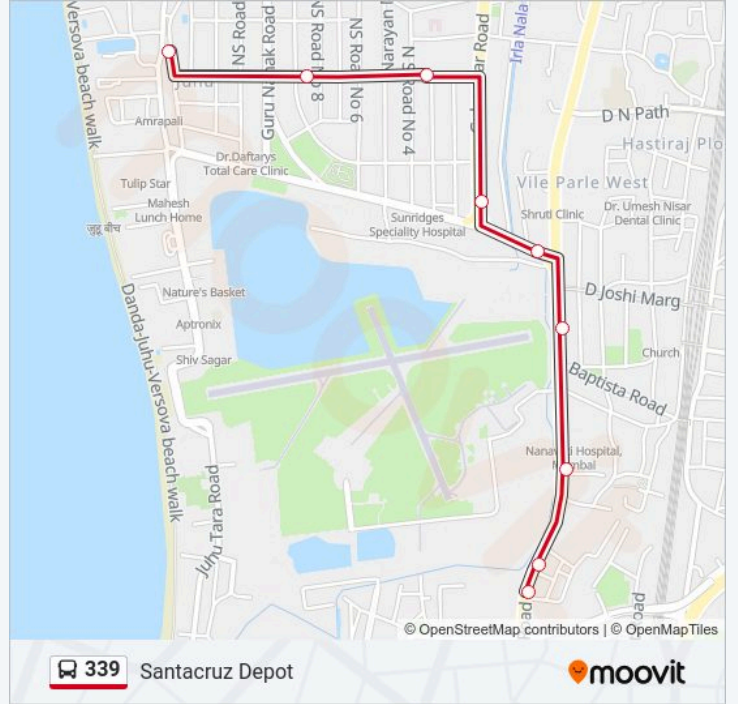 Versova beach walk
NS Road
Guru Nanak Road
NS Road No 8
NS Road No 6
Narayan
N S Road No 4
Road
Irla Nala
D N Path
Hastiraj Plo
Juhu
Amrapali
Dr.Daftarys
Total Care Clinic
Tulip Star
Mahesh
Lunch Home
जुहू बीच
Sunridges
Speciality Hospital
Vile Parle West
Shruti Clinic
Dr. Umesh Nisar
Dental Clinic
Nature's Basket
D Joshi Marg
Aptronix
Shiv Sagar
Church
Baptista Road
Danda-Juhu-Versova beach walk
Nanavati Hospital,
Mumbai
Juhu Tara Road
Road
Road
© OpenStreetMap contributors | © OpenMapTiles
339 Santacruz Depot
moovit